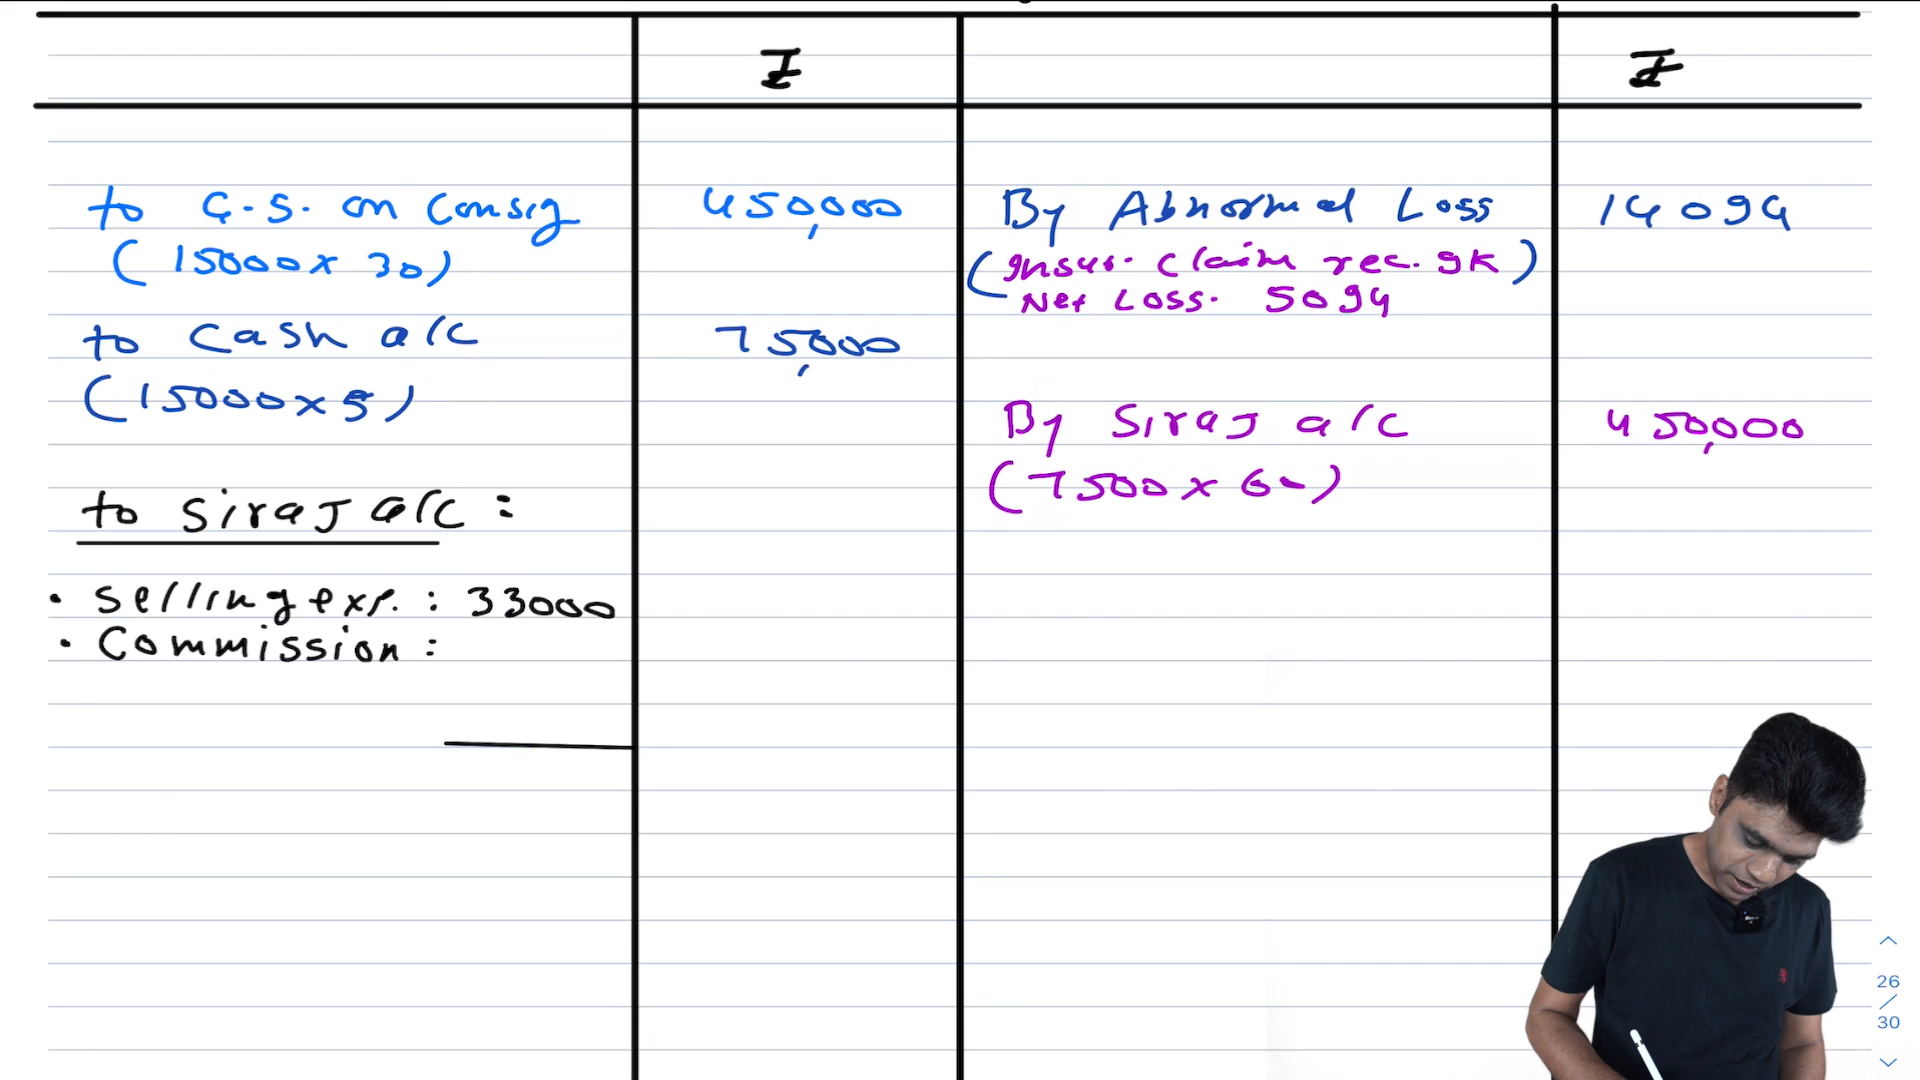 ₹ ₹
to G.S. on Consig 450,000
(15000 x 30)
to Cash a/c 75,000
(15000 x 5)
to Siraj a/c :
• Selling exp. : 33000
• Commission :
By Abnormal Loss 14094
(Insur. Claim rec. 9K)
Net Loss. 5094
By Siraj a/c 450,000
(7500 x 60)
26
/
30